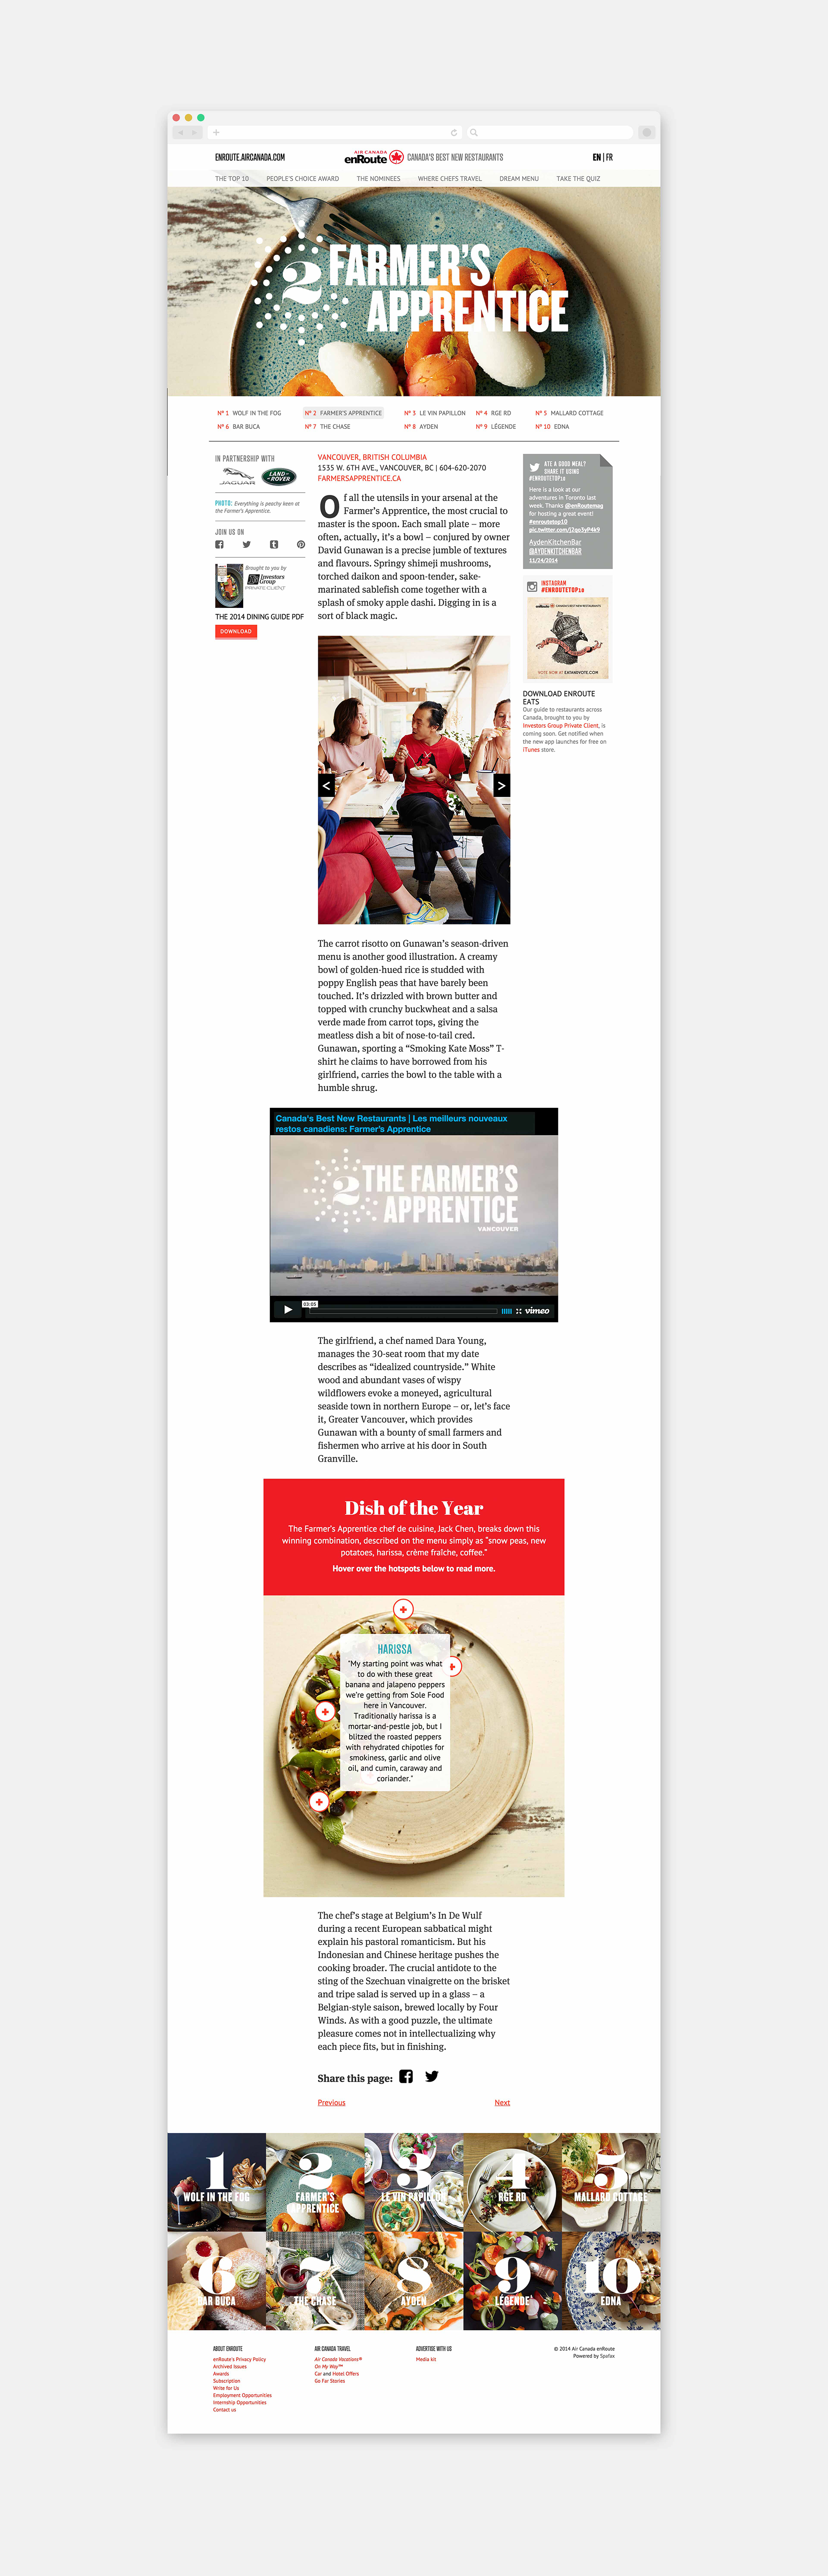 ENROUTE.AIRCANADA.COM
AIR CANADA
enRoute
CANADA'S BEST NEW RESTAURANTS
EN | FR
THE TOP 10 PEOPLE'S CHOICE AWARD THE NOMINEES WHERE CHEFS TRAVEL DREAM MENU TAKE THE QUIZ
2 FARMER'S
APPRENTICE
Nº 1 WOLF IN THE FOG Nº 2 FARMER'S APPRENTICE Nº 3 LE VIN PAPILLON Nº 4 RGE RD Nº 5 MALLARD COTTAGE
Nº 6 BAR BUCA Nº 7 THE CHASE Nº 8 AYDEN Nº 9 LÉGENDE Nº 10 EDNA
IN PARTNERSHIP WITH
JAGUAR
LAND-
ROVER
PHOTO: Everything is peachy keen at
the Farmer's Apprentice.
JOIN US ON
Brought to you by
Investors
Group
PRIVATE CLIENT
THE 2014 DINING GUIDE PDF
DOWNLOAD
VANCOUVER, BRITISH COLUMBIA
1535 W. 6TH AVE., VANCOUVER, BC | 604-620-2070
FARMERSAPPRENTICE.CA
Of all the utensils in your arsenal at the
Farmer's Apprentice, the most crucial to
master is the spoon. Each small plate – more
often, actually, it's a bowl – conjured by owner
David Gunawan is a precise jumble of textures
and flavours. Springy shimeji mushrooms,
torched daikon and spoon-tender, sake-
marinated sablefish come together with a
splash of smoky apple dashi. Digging in is a
sort of black magic.
< >
ATE A GOOD MEAL?
SHARE IT USING
#ENROUTETOP10
Here is a look at our
adventures in Toronto last
week. Thanks @enRoutemag
for hosting a great event!
#enroutetop10
pic.twitter.com/I2qo3yP4k9
AydenKitchenBar
@AYDENKITCHENBAR
11/24/2014
INSTAGRAM
#ENROUTETOP10
enRoute CANADA'S BEST NEW RESTAURANTS
VOTE NOW AT EATANDVOTE.COM
DOWNLOAD ENROUTE
EATS
Our guide to restaurants across
Canada, brought to you by
Investors Group Private Client, is
coming soon. Get notified when
the new app launches for free on
iTunes store.
The carrot risotto on Gunawan's season-driven
menu is another good illustration. A creamy
bowl of golden-hued rice is studded with
poppy English peas that have barely been
touched. It's drizzled with brown butter and
topped with crunchy buckwheat and a salsa
verde made from carrot tops, giving the
meatless dish a bit of nose-to-tail cred.
Gunawan, sporting a “Smoking Kate Moss” T-
shirt he claims to have borrowed from his
girlfriend, carries the bowl to the table with a
humble shrug.
Canada's Best New Restaurants | Les meilleurs nouveaux
restos canadiens: Farmer's Apprentice
2 THE FARMER'S
APPRENTICE
VANCOUVER
03:05
vimeo
The girlfriend, a chef named Dara Young,
manages the 30-seat room that my date
describes as “idealized countryside.” White
wood and abundant vases of wispy
wildflowers evoke a moneyed, agricultural
seaside town in northern Europe – or, let's face
it, Greater Vancouver, which provides
Gunawan with a bounty of small farmers and
fishermen who arrive at his door in South
Granville.
Dish of the Year
The Farmer's Apprentice chef de cuisine, Jack Chen, breaks down this
winning combination, described on the menu simply as “snow peas, new
potatoes, harissa, crème fraîche, coffee.”
Hover over the hotspots below to read more.
HARISSA
"My starting point was what
to do with these great
banana and jalapeno peppers
we're getting from Sole Food
here in Vancouver.
Traditionally harissa is a
mortar-and-pestle job, but I
blitzed the roasted peppers
with rehydrated chipotles for
smokiness, garlic and olive
oil, and cumin, caraway and
coriander."
The chef's stage at Belgium's In De Wulf
during a recent European sabbatical might
explain his pastoral romanticism. But his
Indonesian and Chinese heritage pushes the
cooking broader. The crucial antidote to the
sting of the Szechuan vinaigrette on the brisket
and tripe salad is served up in a glass – a
Belgian-style saison, brewed locally by Four
Winds. As with a good puzzle, the ultimate
pleasure comes not in intellectualizing why
each piece fits, but in finishing.
Share this page:
Previous Next
1
WOLF IN THE FOG
2
FARMER'S
APPRENTICE
3
LE VIN PAPILLON
4
RGE RD
5
MALLARD COTTAGE
6
BAR BUCA
7
THE CHASE
8
AYDEN
9
LÉGENDE
10
EDNA
ABOUT ENROUTE
enRoute's Privacy Policy
Archived Issues
Awards
Subscription
Write for Us
Employment Opportunities
Internship Opportunities
Contact us
AIR CANADA TRAVEL
Air Canada Vacations®
On My Way™
Car and Hotel Offers
Go Far Stories
ADVERTISE WITH US
Media kit
© 2014 Air Canada enRoute
Powered by Spafax